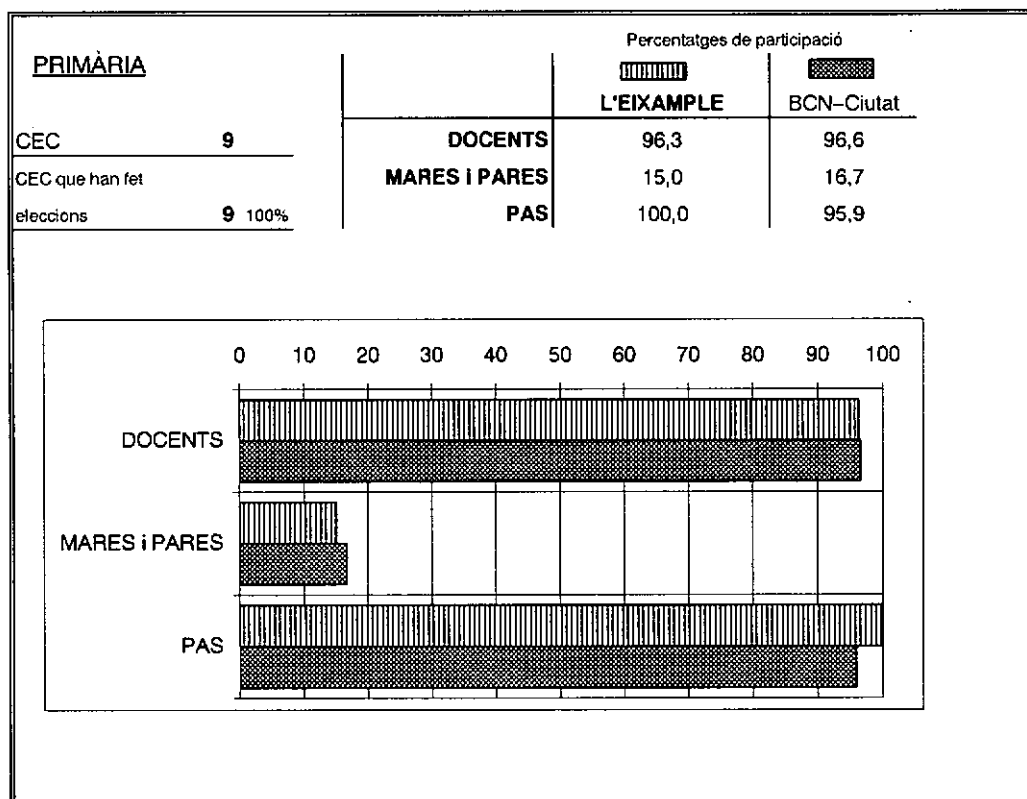 Percentatges de participació
PRIMÀRIA
L'EIXAMPLE BCN-Ciutat
CEC 9 DOCENTS 96,3 96,6
CEC que han fet MARES i PARES 15,0 16,7
eleccions 9 100% PAS 100,0 95,9
0 10 20 30 40 50 60 70 80 90 100
DOCENTS
MARES i PARES
PAS